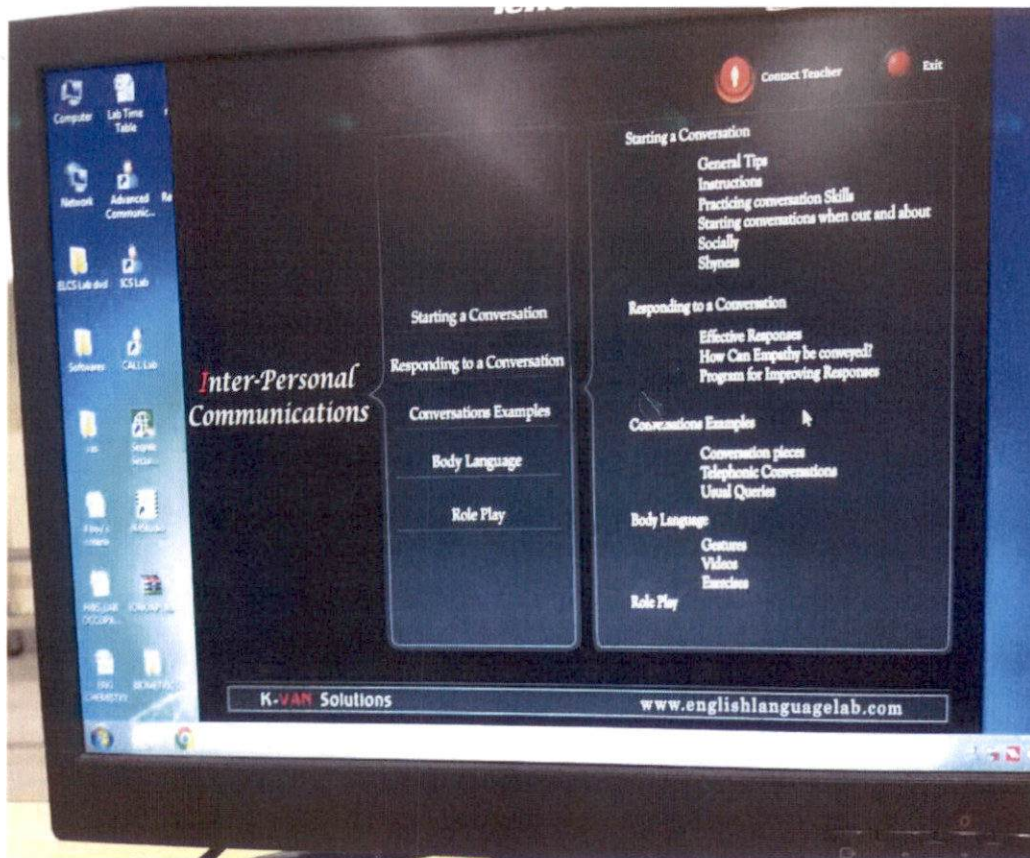 lenovo
Computer
Lab Time
Table
Network
Advanced
Communic...
Re
ELCS Lab dvd
ICS Lab
Softwares
CALL Lab
Contact Teacher
Exit
Inter-Personal
Communications
Starting a Conversation
Responding to a Conversation
Conversations Examples
Body Language
Role Play
Starting a Conversation
General Tips
Instructions
Practicing conversation Skills
Starting conversations when out and about
Socially
Shyness
Responding to a Conversation
Effective Responses
How Can Empathy be conveyed?
Program for Improving Responses
Conversations Examples
Conversation pieces
Telephonic Conversations
Usual Queries
Body Language
Gestures
Videos
Exercises
Role Play
K-VAN Solutions
www.englishlanguagelab.com